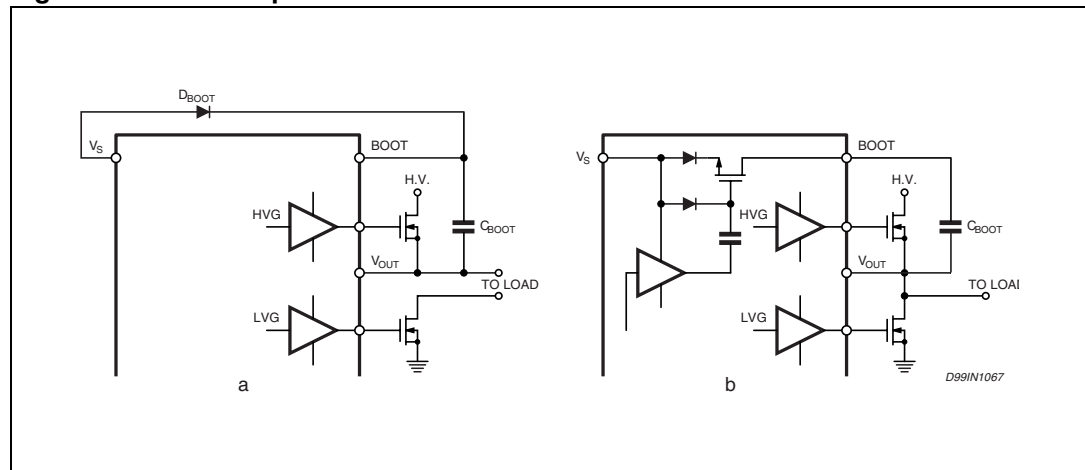 D_BOOT
V_S
BOOT
H.V.
HVG
C_BOOT
V_OUT
TO LOAD
LVG
a
V_S
BOOT
H.V.
HVG
C_BOOT
V_OUT
TO LOAI
LVG
b
D99IN1067